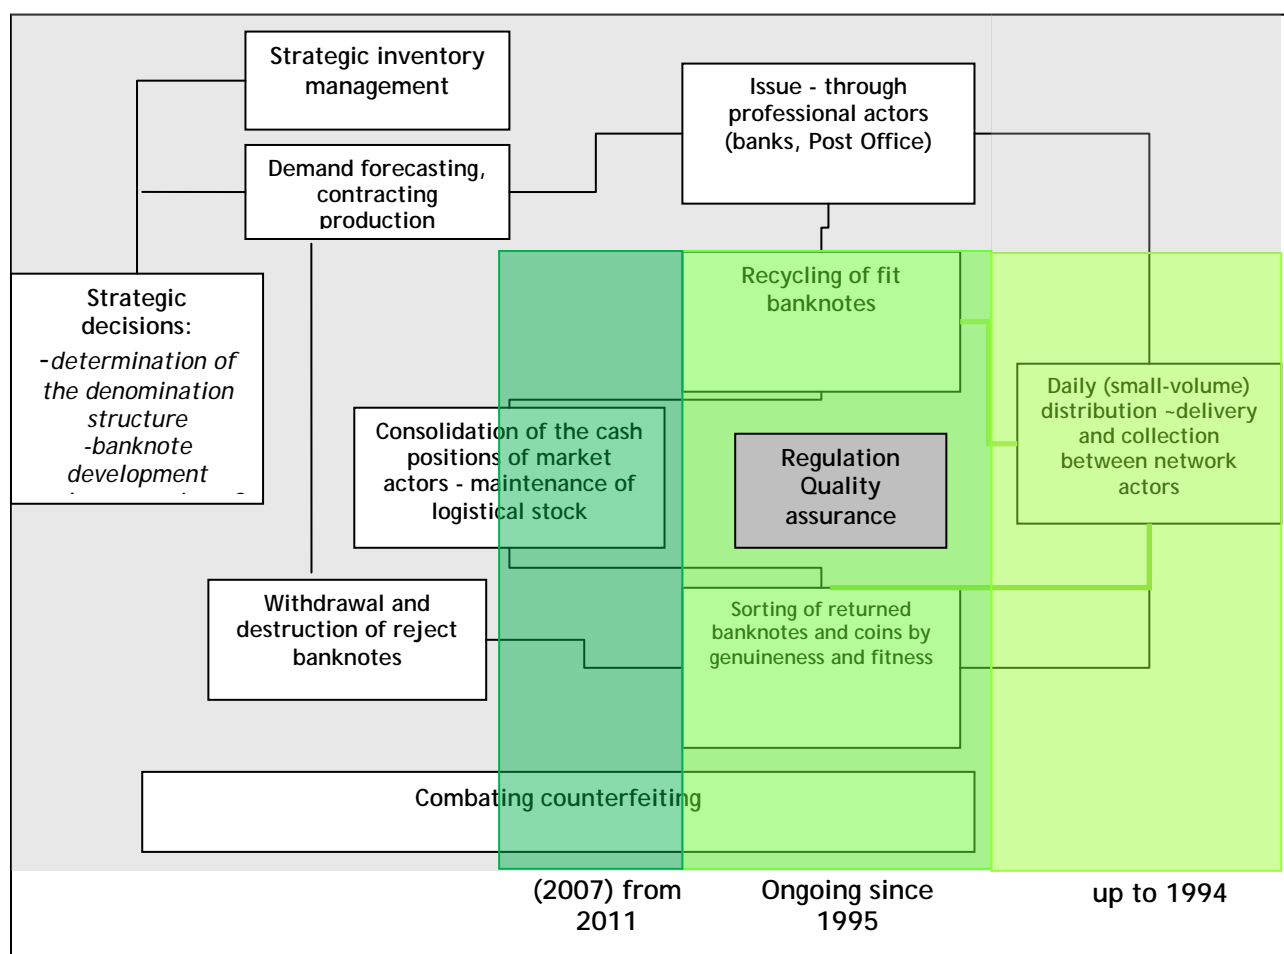 Strategic inventory
management
Issue - through
professional actors
(banks, Post Office)
Demand forecasting,
contracting
production
Recycling of fit
banknotes
Strategic
decisions:
-determination of
the denomination
structure
-banknote
development
Daily (small-volume)
distribution ~delivery
and collection
between network
actors
Consolidation of the cash
positions of market
actors - maintenance of
logistical stock
Regulation
Quality
assurance
Withdrawal and
destruction of reject
banknotes
Sorting of returned
banknotes and coins by
genuineness and fitness
Combating counterfeiting
(2007) from
2011
Ongoing since
1995
up to 1994